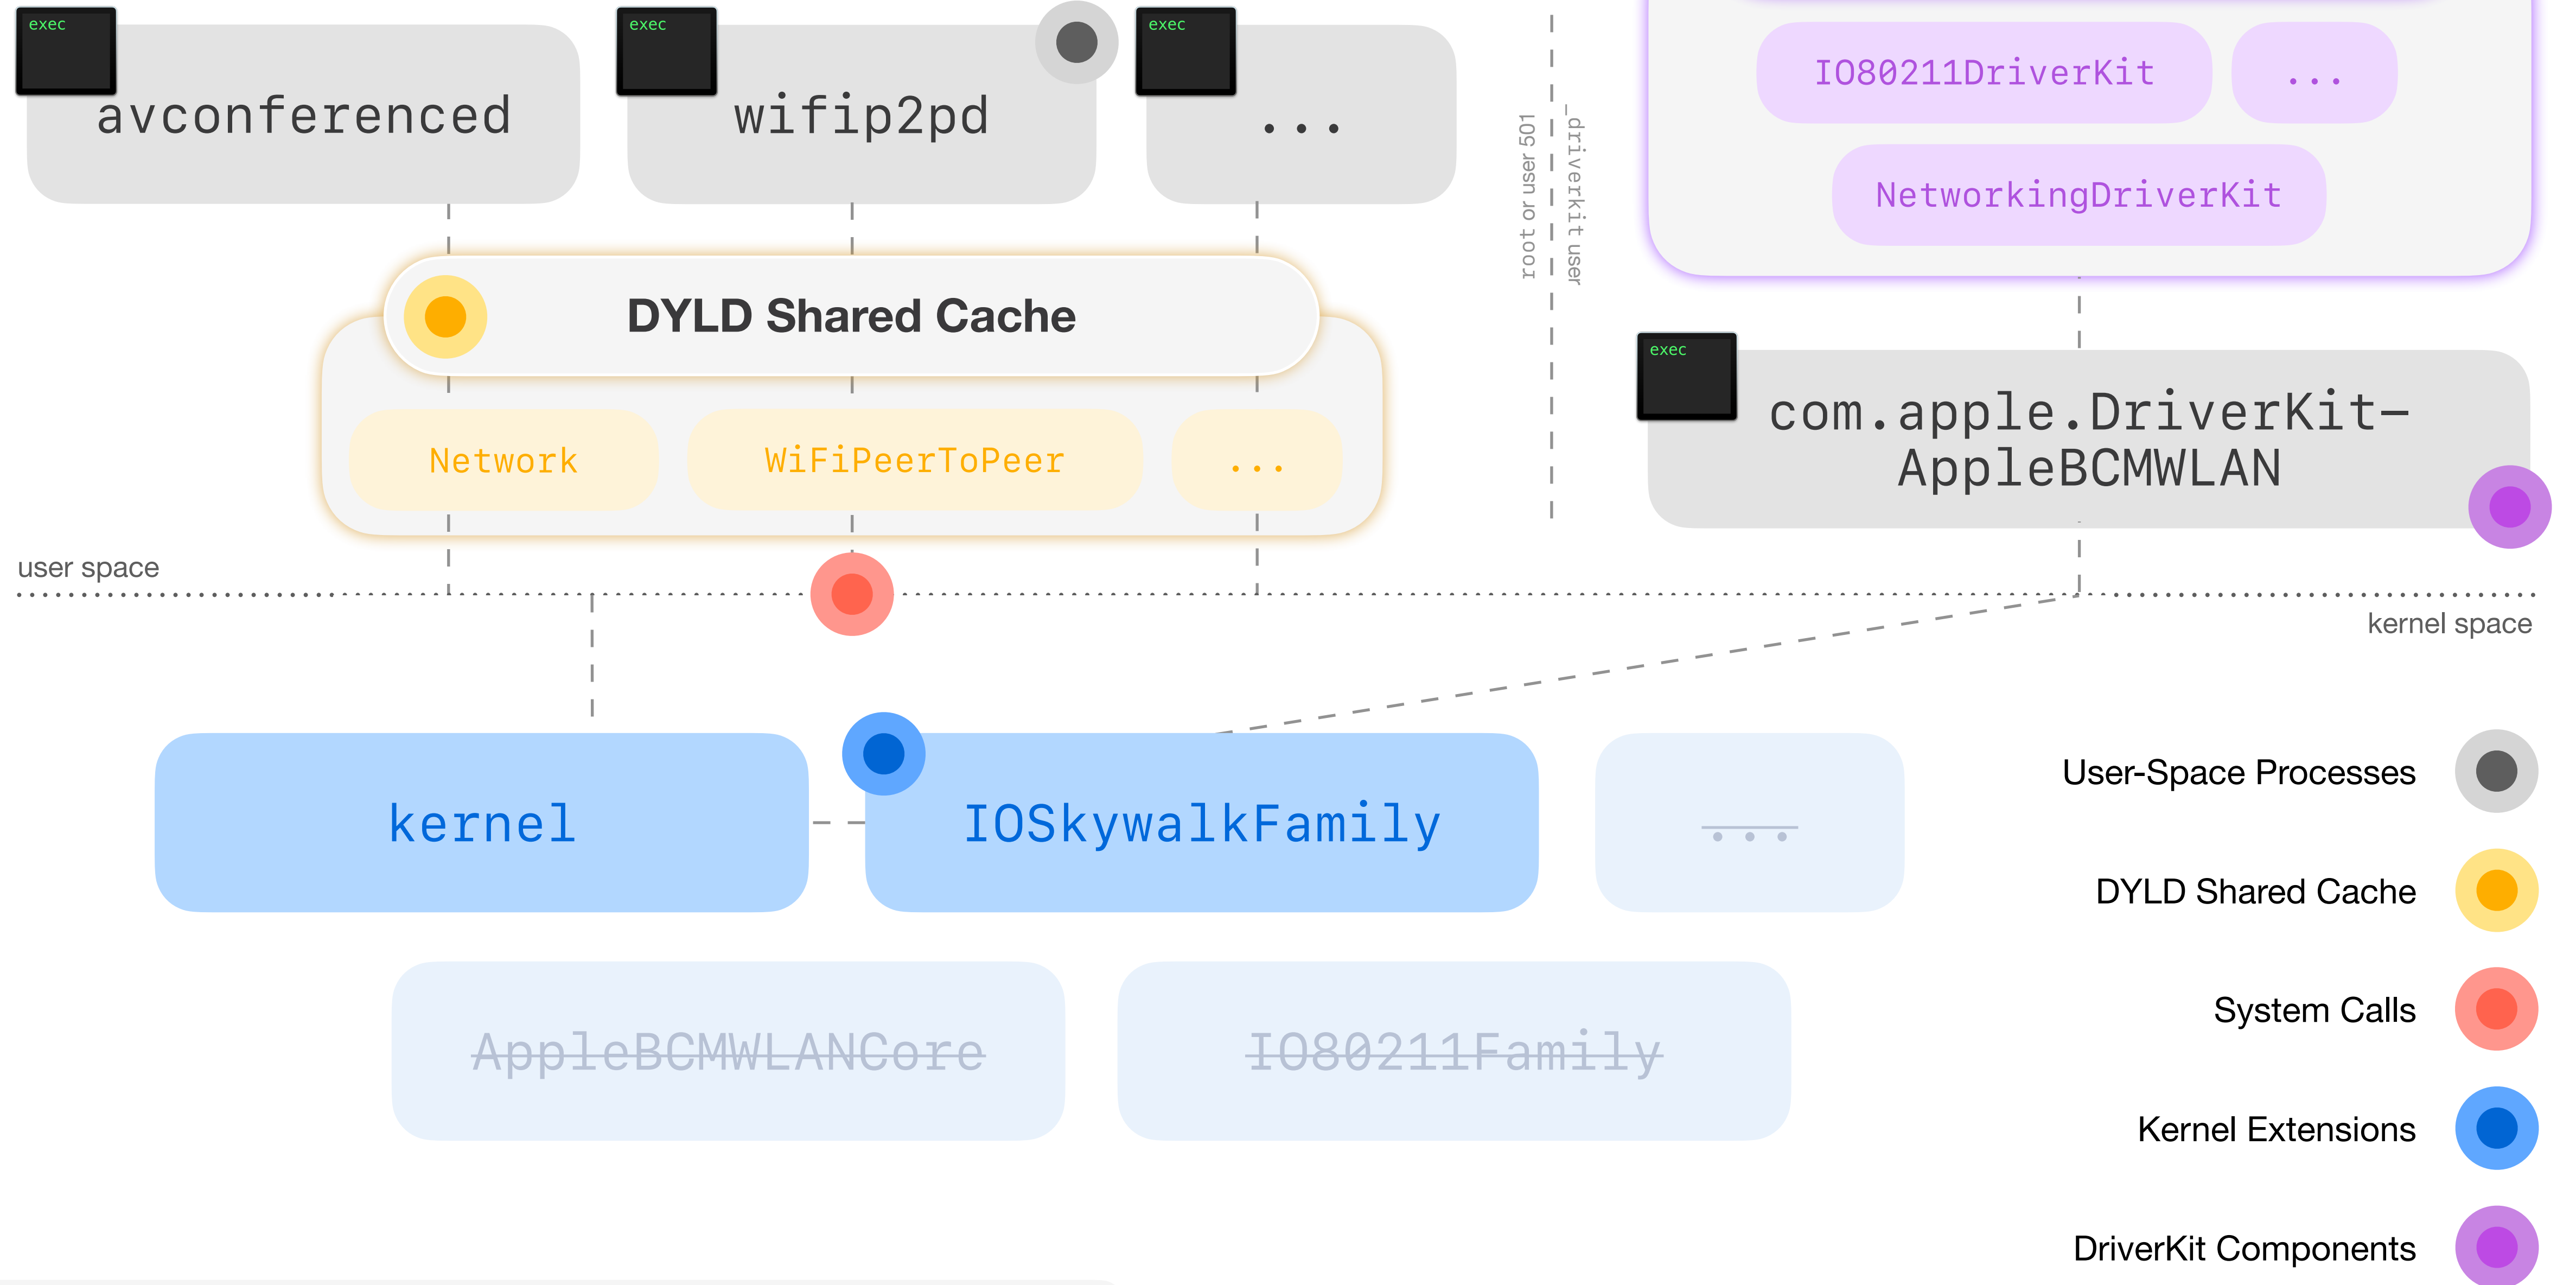 exec
avconferenced
exec
wifip2pd
exec
...
root or user 501
_driverkit user
IO80211DriverKit
...
NetworkingDriverKit
DYLD Shared Cache
Network
WiFiPeerToPeer
...
exec
com.apple.DriverKit-
AppleBCMWLAN
user space
kernel space
kernel
IOSkywalkFamily
...
AppleBCMWLANCore
IO80211Family
User-Space Processes
DYLD Shared Cache
System Calls
Kernel Extensions
DriverKit Components